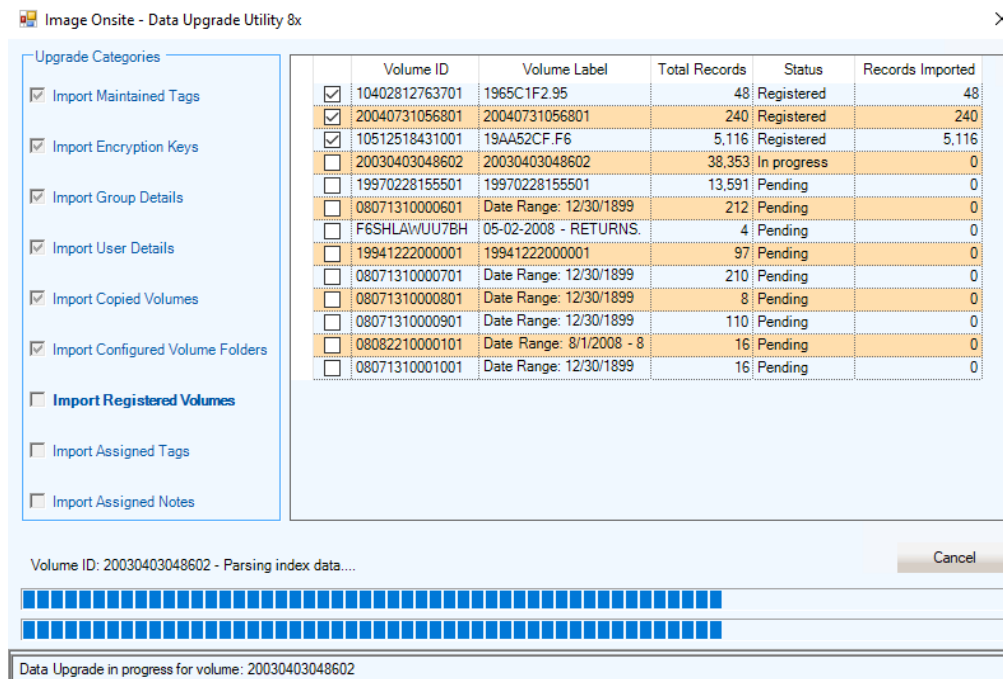 Image Onsite - Data Upgrade Utility 8x
Upgrade Categories
Import Maintained Tags
Import Encryption Keys
Import Group Details
Import User Details
Import Copied Volumes
Import Configured Volume Folders
Import Registered Volumes
Import Assigned Tags
Import Assigned Notes
Volume ID Volume Label Total Records Status Records Imported
10402812763701 1965C1F2.95 48 Registered 48
20040731056801 20040731056801 240 Registered 240
10512518431001 19AA52CF.F6 5,116 Registered 5,116
20030403048602 20030403048602 38,353 In progress 0
19970228155501 19970228155501 13,591 Pending 0
08071310000601 Date Range: 12/30/1899 212 Pending 0
F6SHLAWUU7BH 05-02-2008 - RETURNS. 4 Pending 0
19941222000001 19941222000001 97 Pending 0
08071310000701 Date Range: 12/30/1899 210 Pending 0
08071310000801 Date Range: 12/30/1899 8 Pending 0
08071310000901 Date Range: 12/30/1899 110 Pending 0
08082210000101 Date Range: 8/1/2008 - 8 16 Pending 0
08071310001001 Date Range: 12/30/1899 16 Pending 0
Volume ID: 20030403048602 - Parsing index data....
Cancel
Data Upgrade in progress for volume: 20030403048602